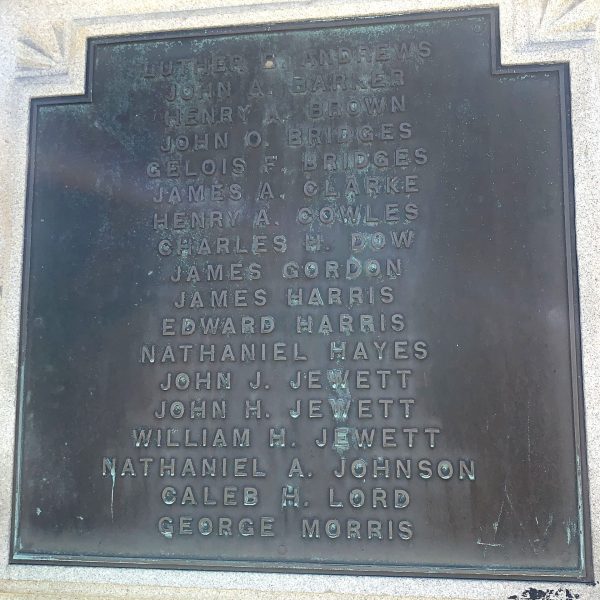 LUTHER B. ANDREWS
JOHN A. BARKER
HENRY A. BROWN
JOHN O. BRIDGES
GELOIS F. BRIDGES
JAMES A. CLARKE
HENRY A. COWLES
CHARLES H. DOW
JAMES GORDON
JAMES HARRIS
EDWARD HARRIS
NATHANIEL HAYES
JOHN J. JEWETT
JOHN H. JEWETT
WILLIAM H. JEWETT
NATHANIEL A. JOHNSON
CALEB H. LORD
GEORGE MORRIS